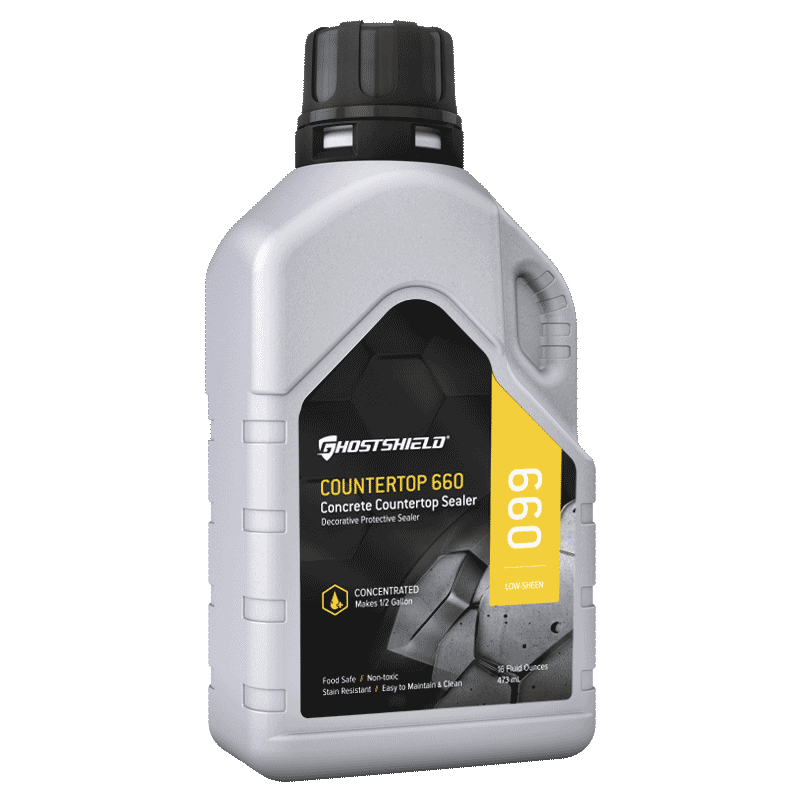 GHOSTSHIELD®
COUNTERTOP 660
Concrete Countertop Sealer
Decorative Protective Sealer
660
LOW-SHEEN
CONCENTRATED
Makes 1/2 Gallon
Food Safe // Non-toxic
Stain Resistant // Easy to Maintain & Clean
16 Fluid Ounces
473 mL